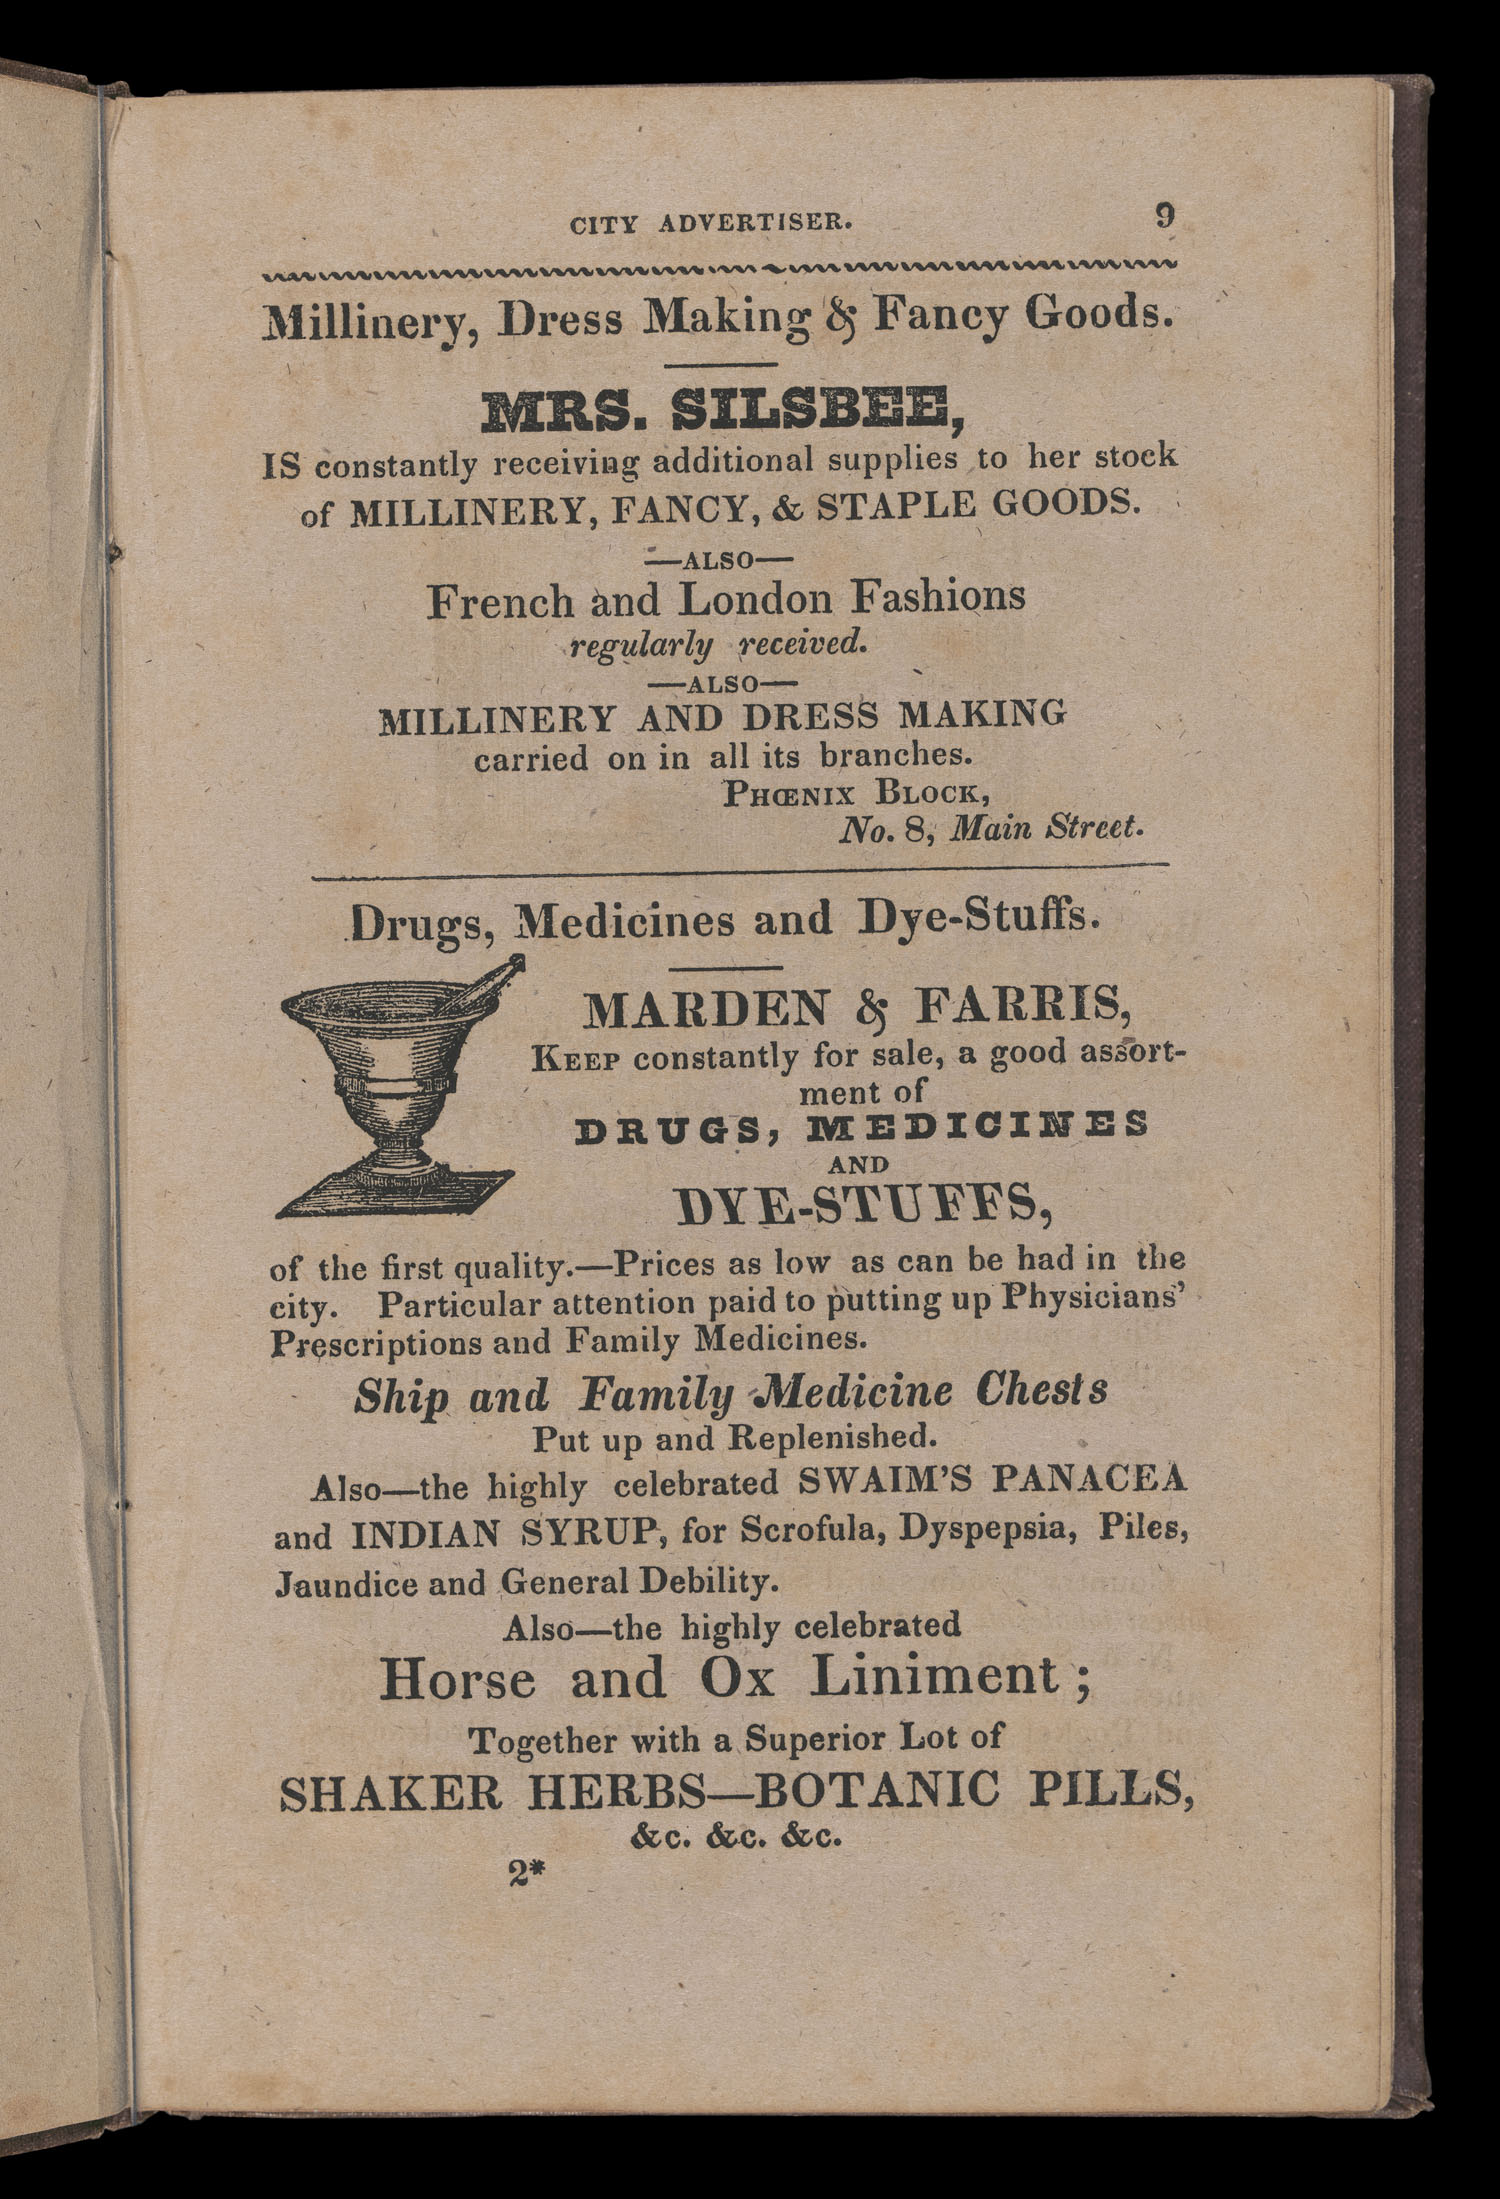 CITY ADVERTISER. 9
Millinery, Dress Making & Fancy Goods.
MRS. SILSBEE,
IS constantly receiving additional supplies to her stock
of MILLINERY, FANCY, & STAPLE GOODS.
—ALSO—
French and London Fashions
regularly received.
—ALSO—
MILLINERY AND DRESS MAKING
carried on in all its branches.
PHŒNIX BLOCK,
No. 8, Main Street.
Drugs, Medicines and Dye-Stuffs.
MARDEN & FARRIS,
KEEP constantly for sale, a good assort-
ment of
DRUGS, MEDICINES
AND
DYE-STUFFS,
of the first quality.—Prices as low as can be had in the
city. Particular attention paid to putting up Physicians’
Prescriptions and Family Medicines.
Ship and Family Medicine Chests
Put up and Replenished.
Also—the highly celebrated SWAIM’S PANACEA
and INDIAN SYRUP, for Scrofula, Dyspepsia, Piles,
Jaundice and General Debility.
Also—the highly celebrated
Horse and Ox Liniment ;
Together with a Superior Lot of
SHAKER HERBS—BOTANIC PILLS,
&c. &c. &c.
2*